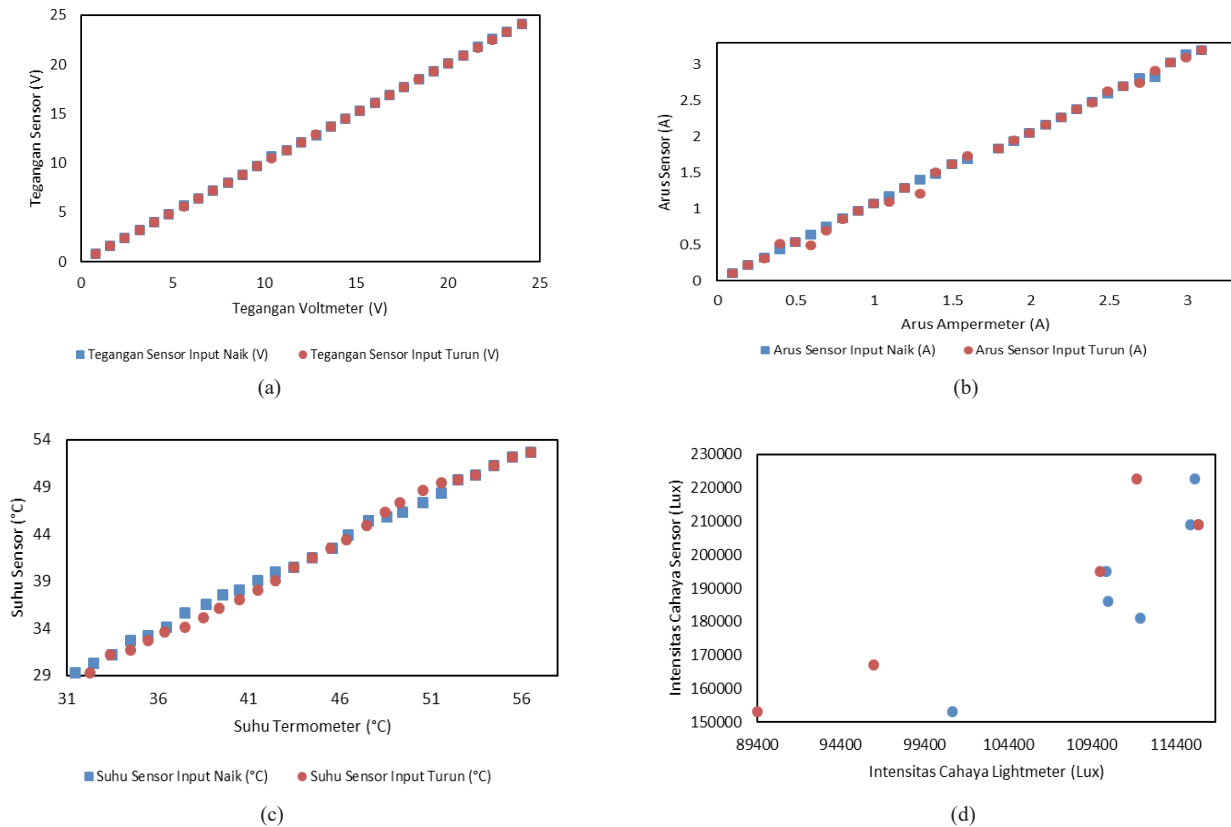 25
20
15
10
5
0
Tegangan Sensor (V)
0 5 10 15 20 25
Tegangan Voltmeter (V)
Tegangan Sensor Input Naik (V) Tegangan Sensor Input Turun (V)
(a)
3
2.5
2
1.5
1
0.5
0
Arus Sensor (A)
0 0.5 1 1.5 2 2.5 3
Arus Ampermeter (A)
Arus Sensor Input Naik (A) Arus Sensor Input Turun (A)
(b)
54
49
44
39
34
29
Suhu Sensor (°C)
31 36 41 46 51 56
Suhu Termometer (°C)
Suhu Sensor Input Naik (°C) Suhu Sensor Input Turun (°C)
(c)
230000
220000
210000
200000
190000
180000
170000
160000
150000
Intensitas Cahaya Sensor (Lux)
89400 94400 99400 104400 109400 114400
Intensitas Cahaya Lightmeter (Lux)
(d)